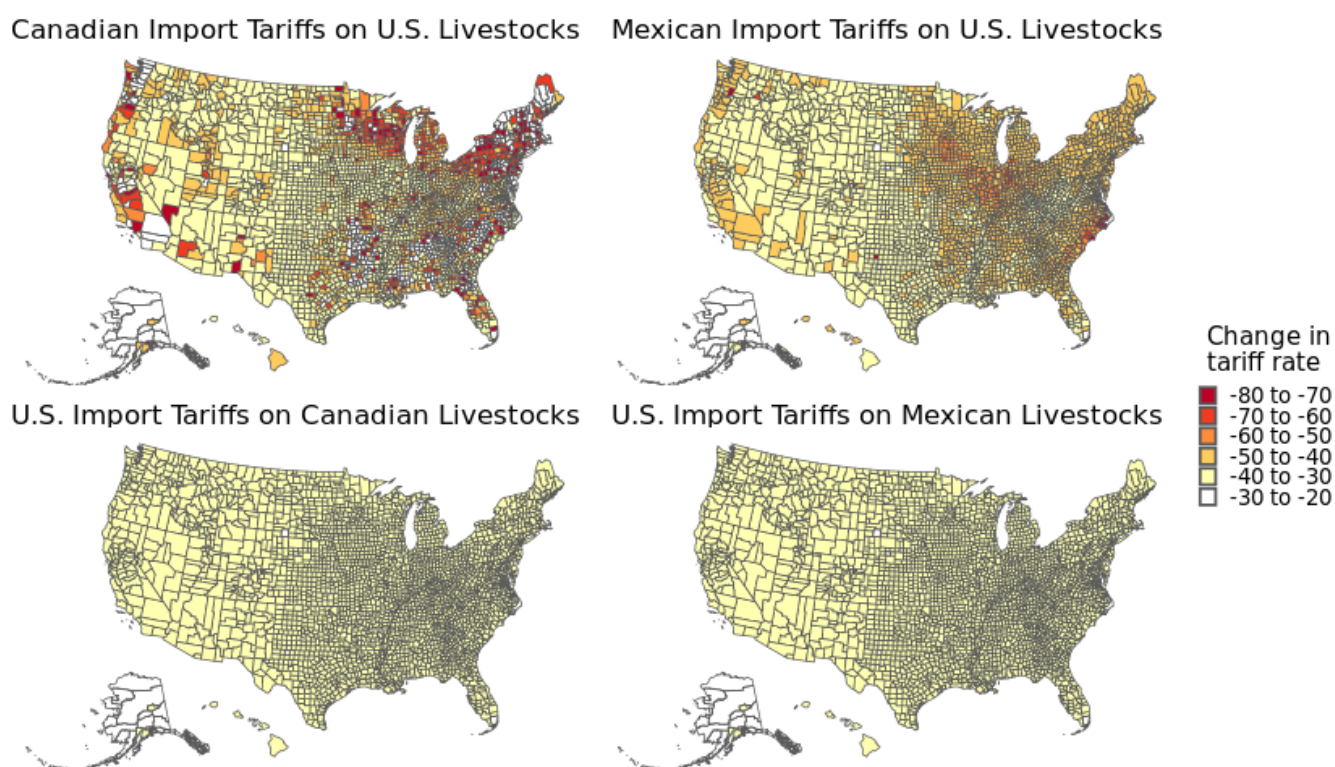 Canadian Import Tariffs on U.S. Livestocks
Mexican Import Tariffs on U.S. Livestocks
U.S. Import Tariffs on Canadian Livestocks
U.S. Import Tariffs on Mexican Livestocks
Change in
tariff rate
-80 to -70
-70 to -60
-60 to -50
-50 to -40
-40 to -30
-30 to -20